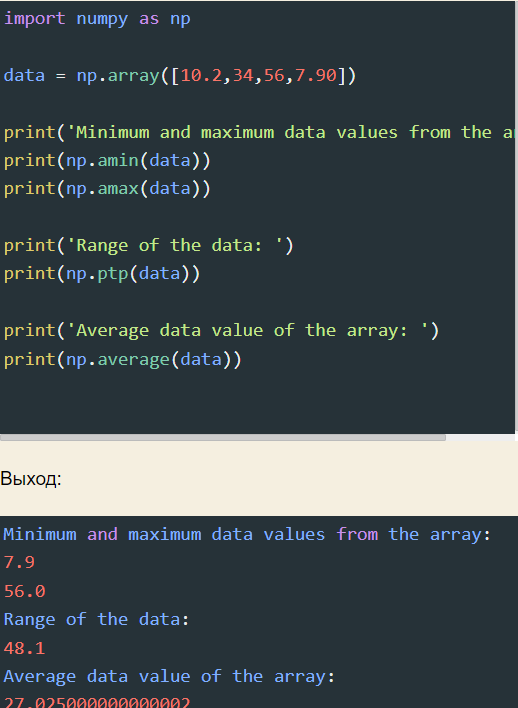 import numpy as np
data = np.array([10.2,34,56,7.90])
print('Minimum and maximum data values from the a
print(np.amin(data))
print(np.amax(data))
print('Range of the data: ')
print(np.ptp(data))
print('Average data value of the array: ')
print(np.average(data))
Выход:
Minimum and maximum data values from the array:
7.9
56.0
Range of the data:
48.1
Average data value of the array:
27.025000000000002